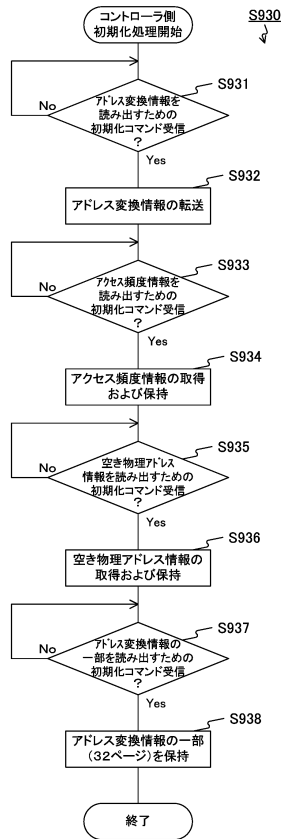 コントローラ側
初期化処理開始
S930
S931
アドレス変換情報を
読み出すための
初期化コマンド受信
?
No
Yes
S932
アドレス変換情報の転送
S933
アクセス頻度情報を
読み出すための
初期化コマンド受信
?
No
Yes
S934
アクセス頻度情報の取得
および保持
S935
空き物理アドレス
情報を読み出すための
初期化コマンド受信
?
No
Yes
S936
空き物理アドレス情報の
取得および保持
S937
アドレス変換情報の
一部を読み出すための
初期化コマンド受信
?
No
Yes
S938
アドレス変換情報の一部
(32ページ)を保持
終了